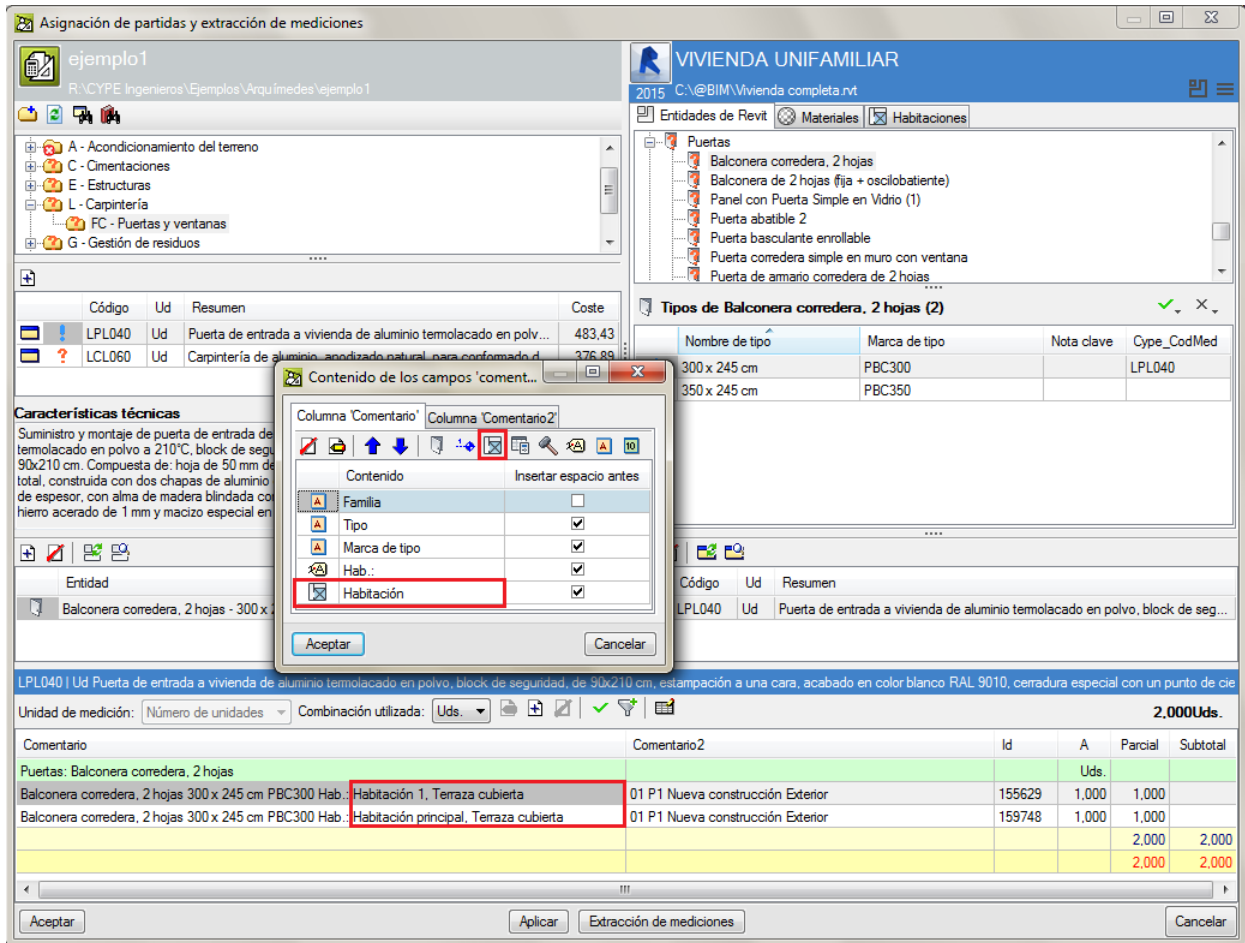 Asignación de partidas y extracción de mediciones
ejemplo1
R:\CYPE Ingenieros\Ejemplos\Arquímedes\ejemplo1
VIVIENDA UNIFAMILIAR
2015 C:\@BIM\Vivienda completa.rvt
Entidades de Revit Materiales Habitaciones
A - Acondicionamiento del terreno
C - Cimentaciones
E - Estructuras
L - Carpintería
FC - Puertas y ventanas
G - Gestión de residuos
Puertas
Balconera corredera, 2 hojas
Balconera de 2 hojas (fija + oscilobatiente)
Panel con Puerta Simple en Vidrio (1)
Puerta abatible 2
Puerta basculante enrollable
Puerta corredera simple en muro con ventana
Puerta de armario corredera de 2 hojas
Código Ud Resumen Coste
LPL040 Ud Puerta de entrada a vivienda de aluminio termolacado en polv... 483,43
LCL060 Ud Carpintería de aluminio, anodizado natural, para conformado d... 376,89
Tipos de Balconera corredera, 2 hojas (2)
Nombre de tipo Marca de tipo Nota clave Cype_CodMed
300 x 245 cm PBC300 LPL040
350 x 245 cm PBC350
Características técnicas
Suministro y montaje de puerta de entrada de
termolacado en polvo a 210°C, block de segu
90x210 cm. Compuesta de: hoja de 50 mm de
total, construida con dos chapas de aluminio
de espesor, con alma de madera blindada co
hierro acerado de 1 mm y macizo especial en
Contenido de los campos 'coment...
Columna 'Comentario' Columna 'Comentario2'
Contenido Insertar espacio antes
Familia
Tipo
Marca de tipo
Hab.:
Habitación
Aceptar Cancelar
Entidad
Balconera corredera, 2 hojas - 300 x
Código Ud Resumen
LPL040 Ud Puerta de entrada a vivienda de aluminio termolacado en polvo, block de seg...
LPL040 | Ud Puerta de entrada a vivienda de aluminio termolacado en polvo, block de seguridad, de 90x210 cm, estampación a una cara, acabado en color blanco RAL 9010, cerradura especial con un punto de cie
Unidad de medición: Número de unidades Combinación utilizada: Uds. 2,000Uds.
Comentario Comentario2 Id A Parcial Subtotal
Puertas: Balconera corredera, 2 hojas Uds.
Balconera corredera, 2 hojas 300 x 245 cm PBC300 Hab.: Habitación 1, Terraza cubierta 01 P1 Nueva construcción Exterior 155629 1,000 1,000
Balconera corredera, 2 hojas 300 x 245 cm PBC300 Hab.: Habitación principal, Terraza cubierta 01 P1 Nueva construcción Exterior 159748 1,000 1,000
2,000 2,000
2,000 2,000
Aceptar Aplicar Extracción de mediciones Cancelar